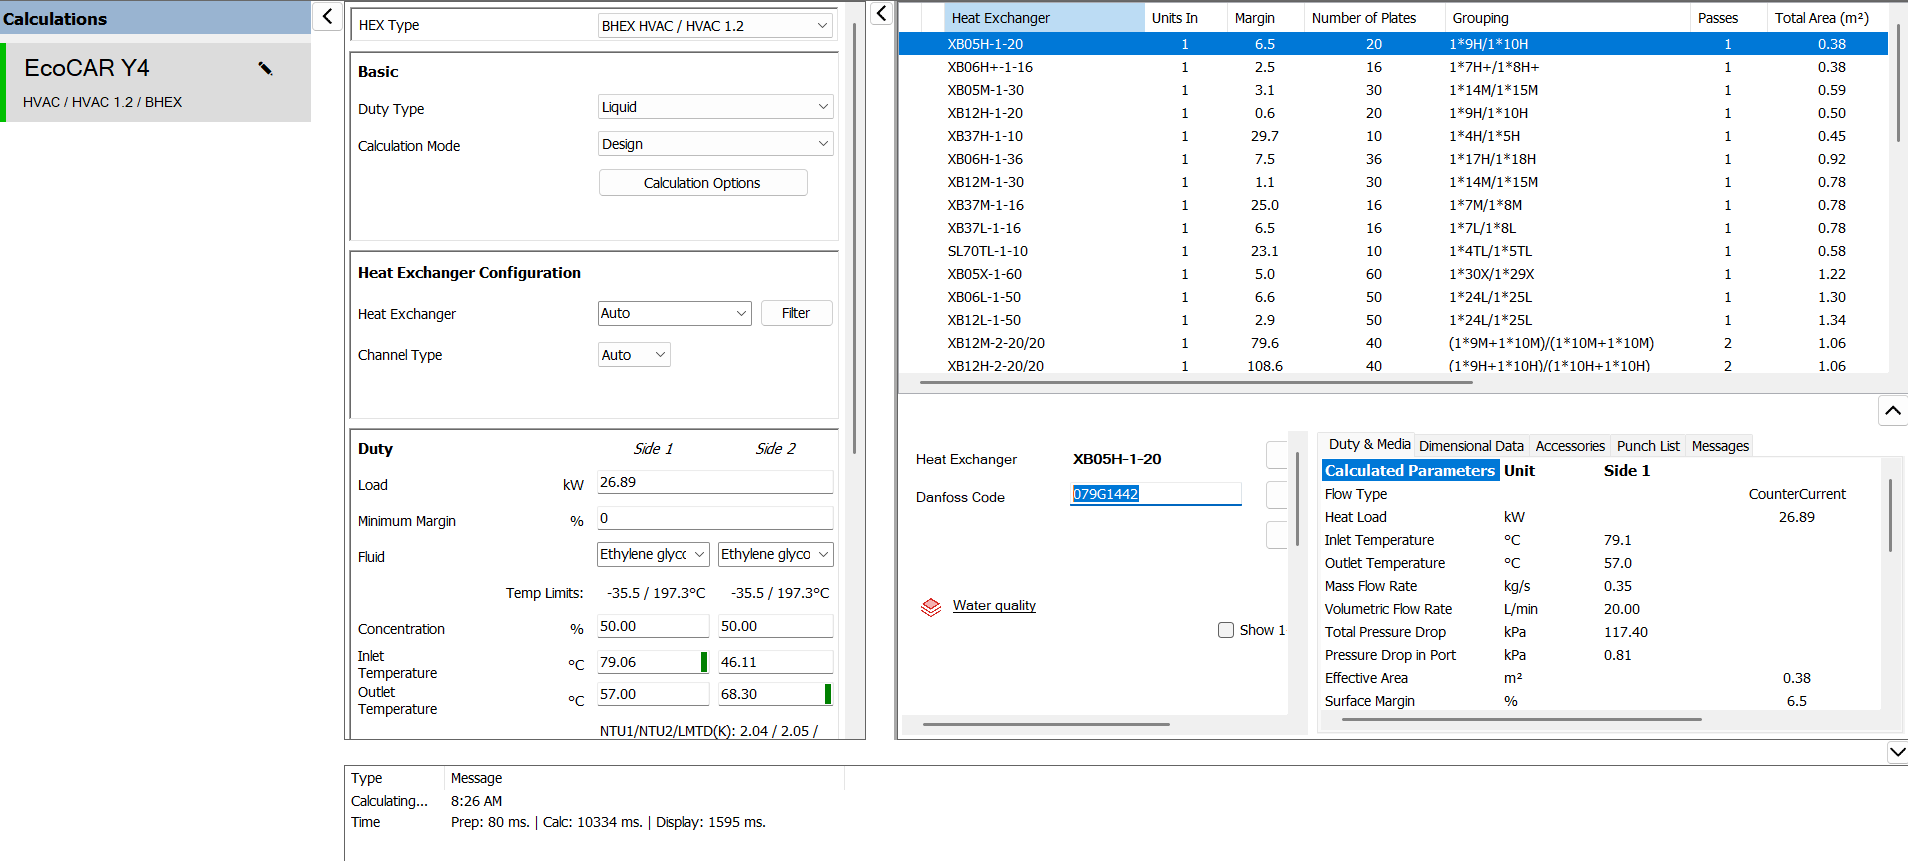 Calculations
EcoCAR Y4
HVAC / HVAC 1.2 / BHEX
HEX Type BHEX HVAC / HVAC 1.2
Basic
Duty Type Liquid
Calculation Mode Design
Calculation Options
Heat Exchanger Configuration
Heat Exchanger Auto Filter
Channel Type Auto
Duty Side 1 Side 2
Load kW 26.89
Minimum Margin % 0
Fluid Ethylene glyco Ethylene glyco
Temp Limits: -35.5 / 197.3°C -35.5 / 197.3°C
Concentration % 50.00 50.00
Inlet
Temperature °C 79.06 46.11
Outlet
Temperature °C 57.00 68.30
NTU1/NTU2/LMTD(K): 2.04 / 2.05 /
Heat Exchanger Units In Margin Number of Plates Grouping Passes Total Area (m²)
XB05H-1-20 1 6.5 20 1*9H/1*10H 1 0.38
XB06H+-1-16 1 2.5 16 1*7H+/1*8H+ 1 0.38
XB05M-1-30 1 3.1 30 1*14M/1*15M 1 0.59
XB12H-1-20 1 0.6 20 1*9H/1*10H 1 0.50
XB37H-1-10 1 29.7 10 1*4H/1*5H 1 0.45
XB06H-1-36 1 7.5 36 1*17H/1*18H 1 0.92
XB12M-1-30 1 1.1 30 1*14M/1*15M 1 0.78
XB37M-1-16 1 25.0 16 1*7M/1*8M 1 0.78
XB37L-1-16 1 6.5 16 1*7L/1*8L 1 0.78
SL70TL-1-10 1 23.1 10 1*4TL/1*5TL 1 0.58
XB05X-1-60 1 5.0 60 1*30X/1*29X 1 1.22
XB06L-1-50 1 6.6 50 1*24L/1*25L 1 1.30
XB12L-1-50 1 2.9 50 1*24L/1*25L 1 1.34
XB12M-2-20/20 1 79.6 40 (1*9M+1*10M)/(1*10M+1*10M) 2 1.06
XB12H-2-20/20 1 108.6 40 (1*9H+1*10H)/(1*10H+1*10H) 2 1.06
Heat Exchanger XB05H-1-20
Danfoss Code 079G1442
Water quality
Show 1
Duty & Media Dimensional Data Accessories Punch List Messages
Calculated Parameters Unit Side 1
Flow Type CounterCurrent
Heat Load kW 26.89
Inlet Temperature °C 79.1
Outlet Temperature °C 57.0
Mass Flow Rate kg/s 0.35
Volumetric Flow Rate L/min 20.00
Total Pressure Drop kPa 117.40
Pressure Drop in Port kPa 0.81
Effective Area m² 0.38
Surface Margin % 6.5
Type Message
Calculating... 8:26 AM
Time Prep: 80 ms. | Calc: 10334 ms. | Display: 1595 ms.